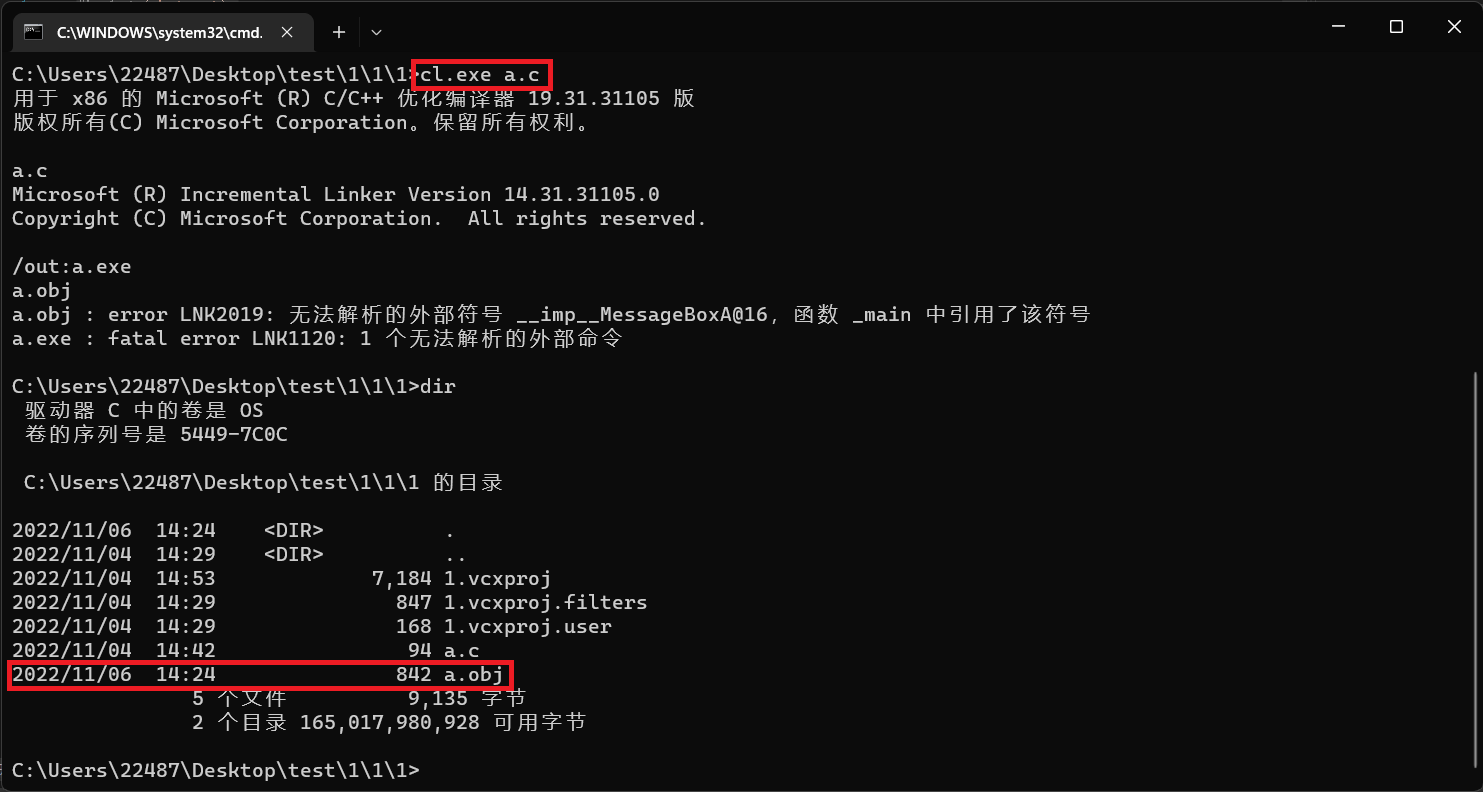 C:\WINDOWS\system32\cmd.
C:\Users\22487\Desktop\test\1\1\1>cl.exe a.c
用于 x86 的 Microsoft (R) C/C++ 优化编译器 19.31.31105 版
版权所有(C) Microsoft Corporation。保留所有权利。
a.c
Microsoft (R) Incremental Linker Version 14.31.31105.0
Copyright (C) Microsoft Corporation.  All rights reserved.
/out:a.exe
a.obj
a.obj : error LNK2019: 无法解析的外部符号 __imp__MessageBoxA@16，函数 _main 中引用了该符号
a.exe : fatal error LNK1120: 1 个无法解析的外部命令
C:\Users\22487\Desktop\test\1\1\1>dir
驱动器 C 中的卷是 OS
卷的序列号是 5449-7C0C
C:\Users\22487\Desktop\test\1\1\1 的目录
2022/11/06  14:24    <DIR>          .
2022/11/04  14:29    <DIR>          ..
2022/11/04  14:53             7,184 1.vcxproj
2022/11/04  14:29               847 1.vcxproj.filters
2022/11/04  14:29               168 1.vcxproj.user
2022/11/04  14:42                94 a.c
2022/11/06  14:24               842 a.obj
5 个文件          9,135 字节
2 个目录 165,017,980,928 可用字节
C:\Users\22487\Desktop\test\1\1\1>